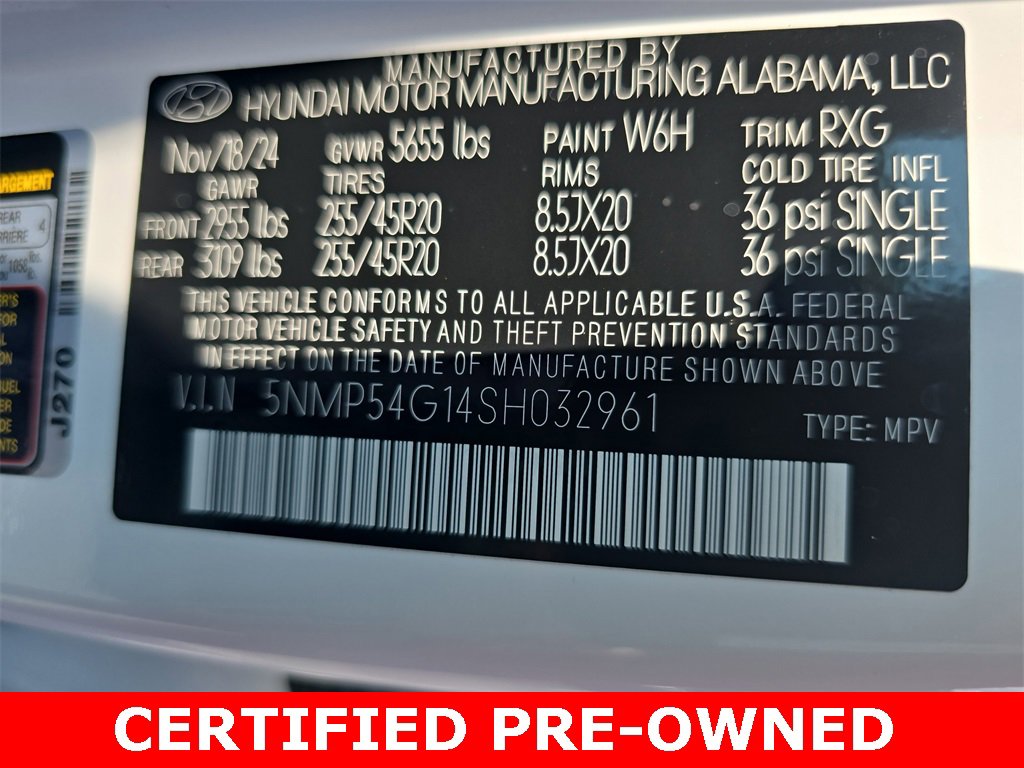 MANUFACTURED BY
HYUNDAI MOTOR MANUFACTURING ALABAMA, LLC
Nov/18/24 GVWR 5655 lbs PAINT W6H TRIM RXG
GAWR TIRES RIMS COLD TIRE INFL
FRONT 2955 lbs 255/45R20 8.5JX20 36 psi SINGLE
REAR 3109 lbs 255/45R20 8.5JX20 36 psi SINGLE
THIS VEHICLE CONFORMS TO ALL APPLICABLE U.S.A. FEDERAL
MOTOR VEHICLE SAFETY AND THEFT PREVENTION STANDARDS
IN EFFECT ON THE DATE OF MANUFACTURE SHOWN ABOVE
V.I.N 5NMP54G14SH032961
TYPE: MPV
REAR 4
J270
CERTIFIED PRE-OWNED